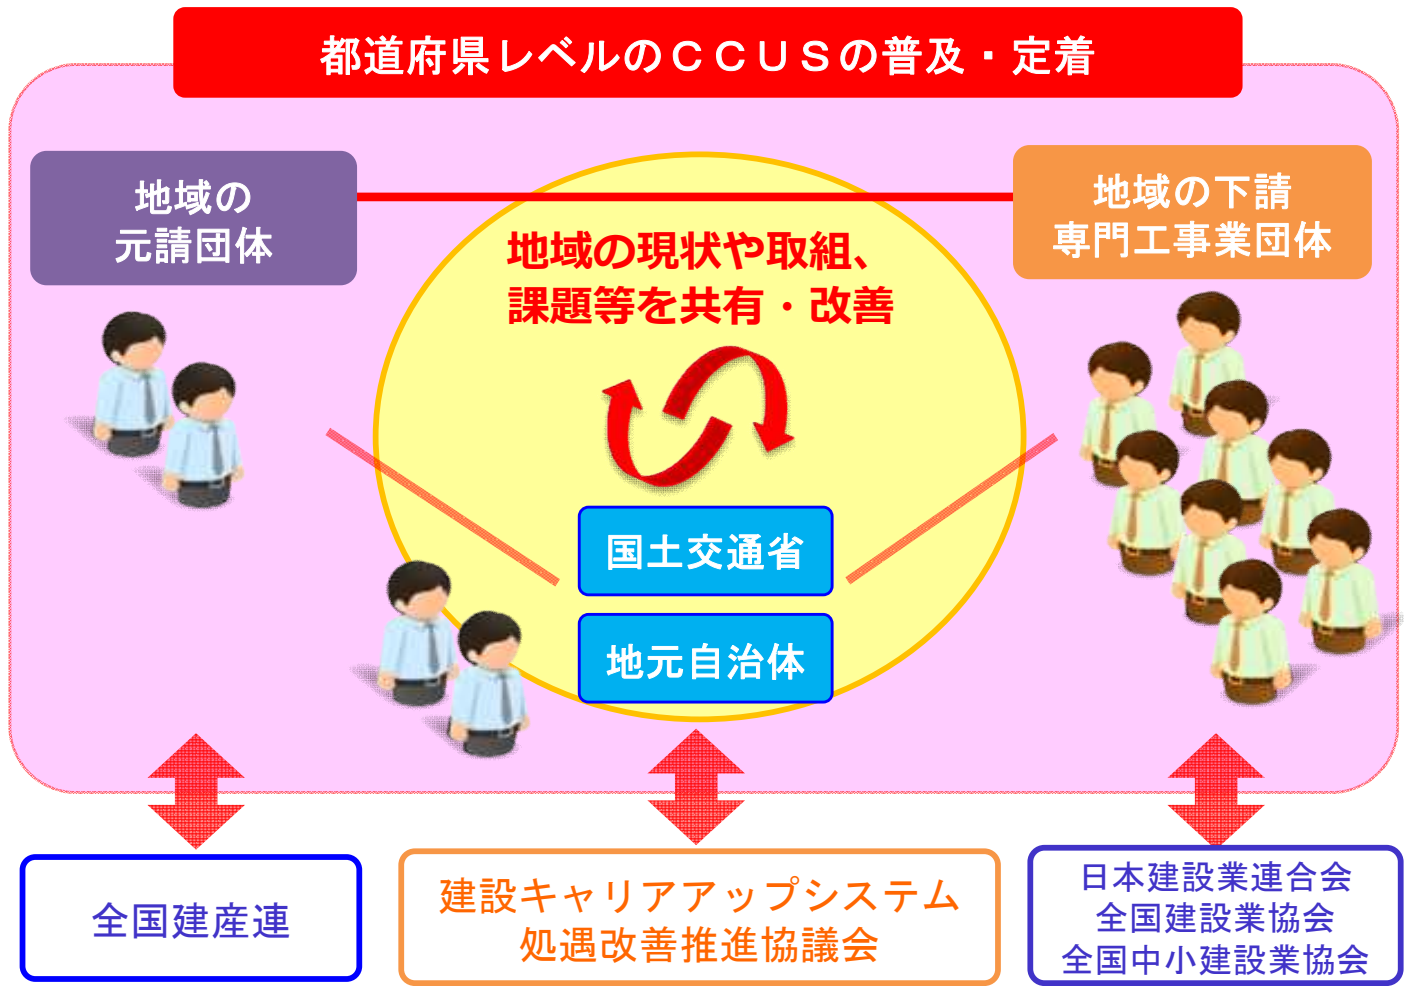 都道府県レベルのＣＣＵＳの普及・定着
地域の
元請団体
地域の下請
専門工事業団体
地域の現状や取組、
課題等を共有・改善
国土交通省
地元自治体
全国建産連
建設キャリアアップシステム
処遇改善推進協議会
日本建設業連合会
全国建設業協会
全国中小建設業協会